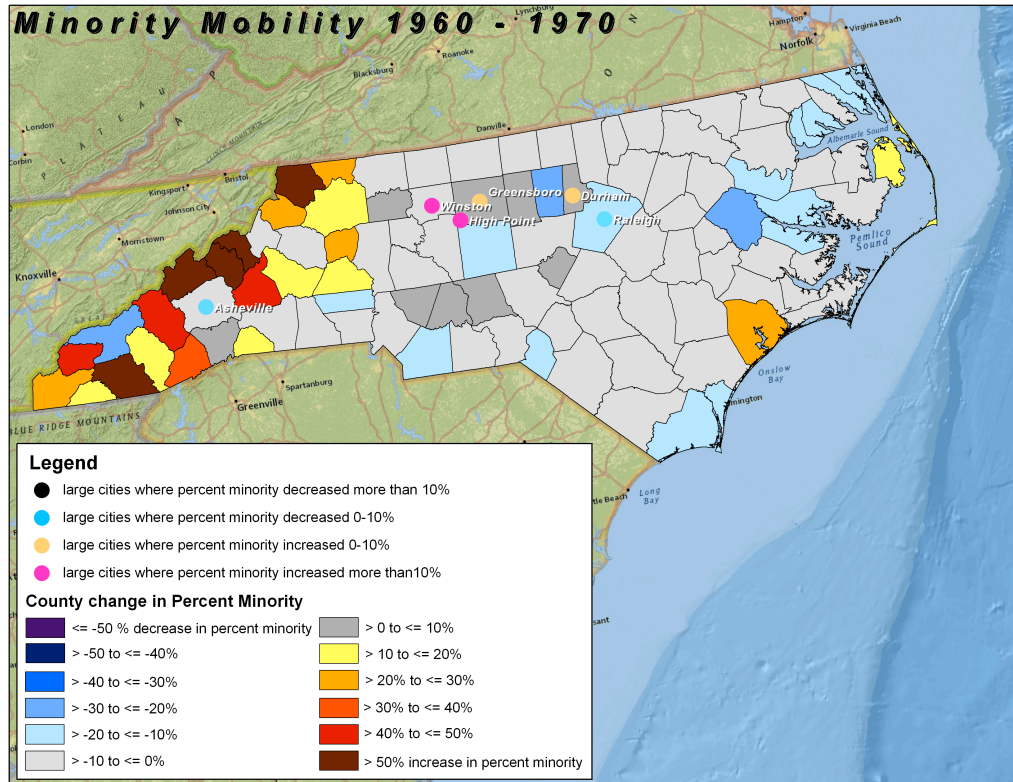 Minority Mobility 1960 - 1970
Lynchburg
Hampton
Virginia Beach
Norfolk
Roanoke
Blacksburg
PLATEAU
London
Danville
Corbin
Albemarle Sound
Kingsport
Bristol
Greensboro
Durham
Winston
Johnson City
High Point
Raleigh
Morristown
Pemlico
Sound
Knoxville
Asheville
Onslow
Bay
Spartanburg
Greenville
mington
BLUE RIDGE MOUNTAINS
Long
Bay
tle Beach
Legend
large cities where percent minority decreased more than 10%
large cities where percent minority decreased 0-10%
large cities where percent minority increased 0-10%
large cities where percent minority increased more than10%
County change in Percent Minority
<= -50 % decrease in percent minority
> 0 to <= 10%
> -50 to <= -40%
> 10 to <= 20%
> -40 to <= -30%
> 20% to <= 30%
> -30 to <= -20%
> 30% to <= 40%
> -20 to <= -10%
> 40% to <= 50%
> -10 to <= 0%
> 50% increase in percent minority
sant